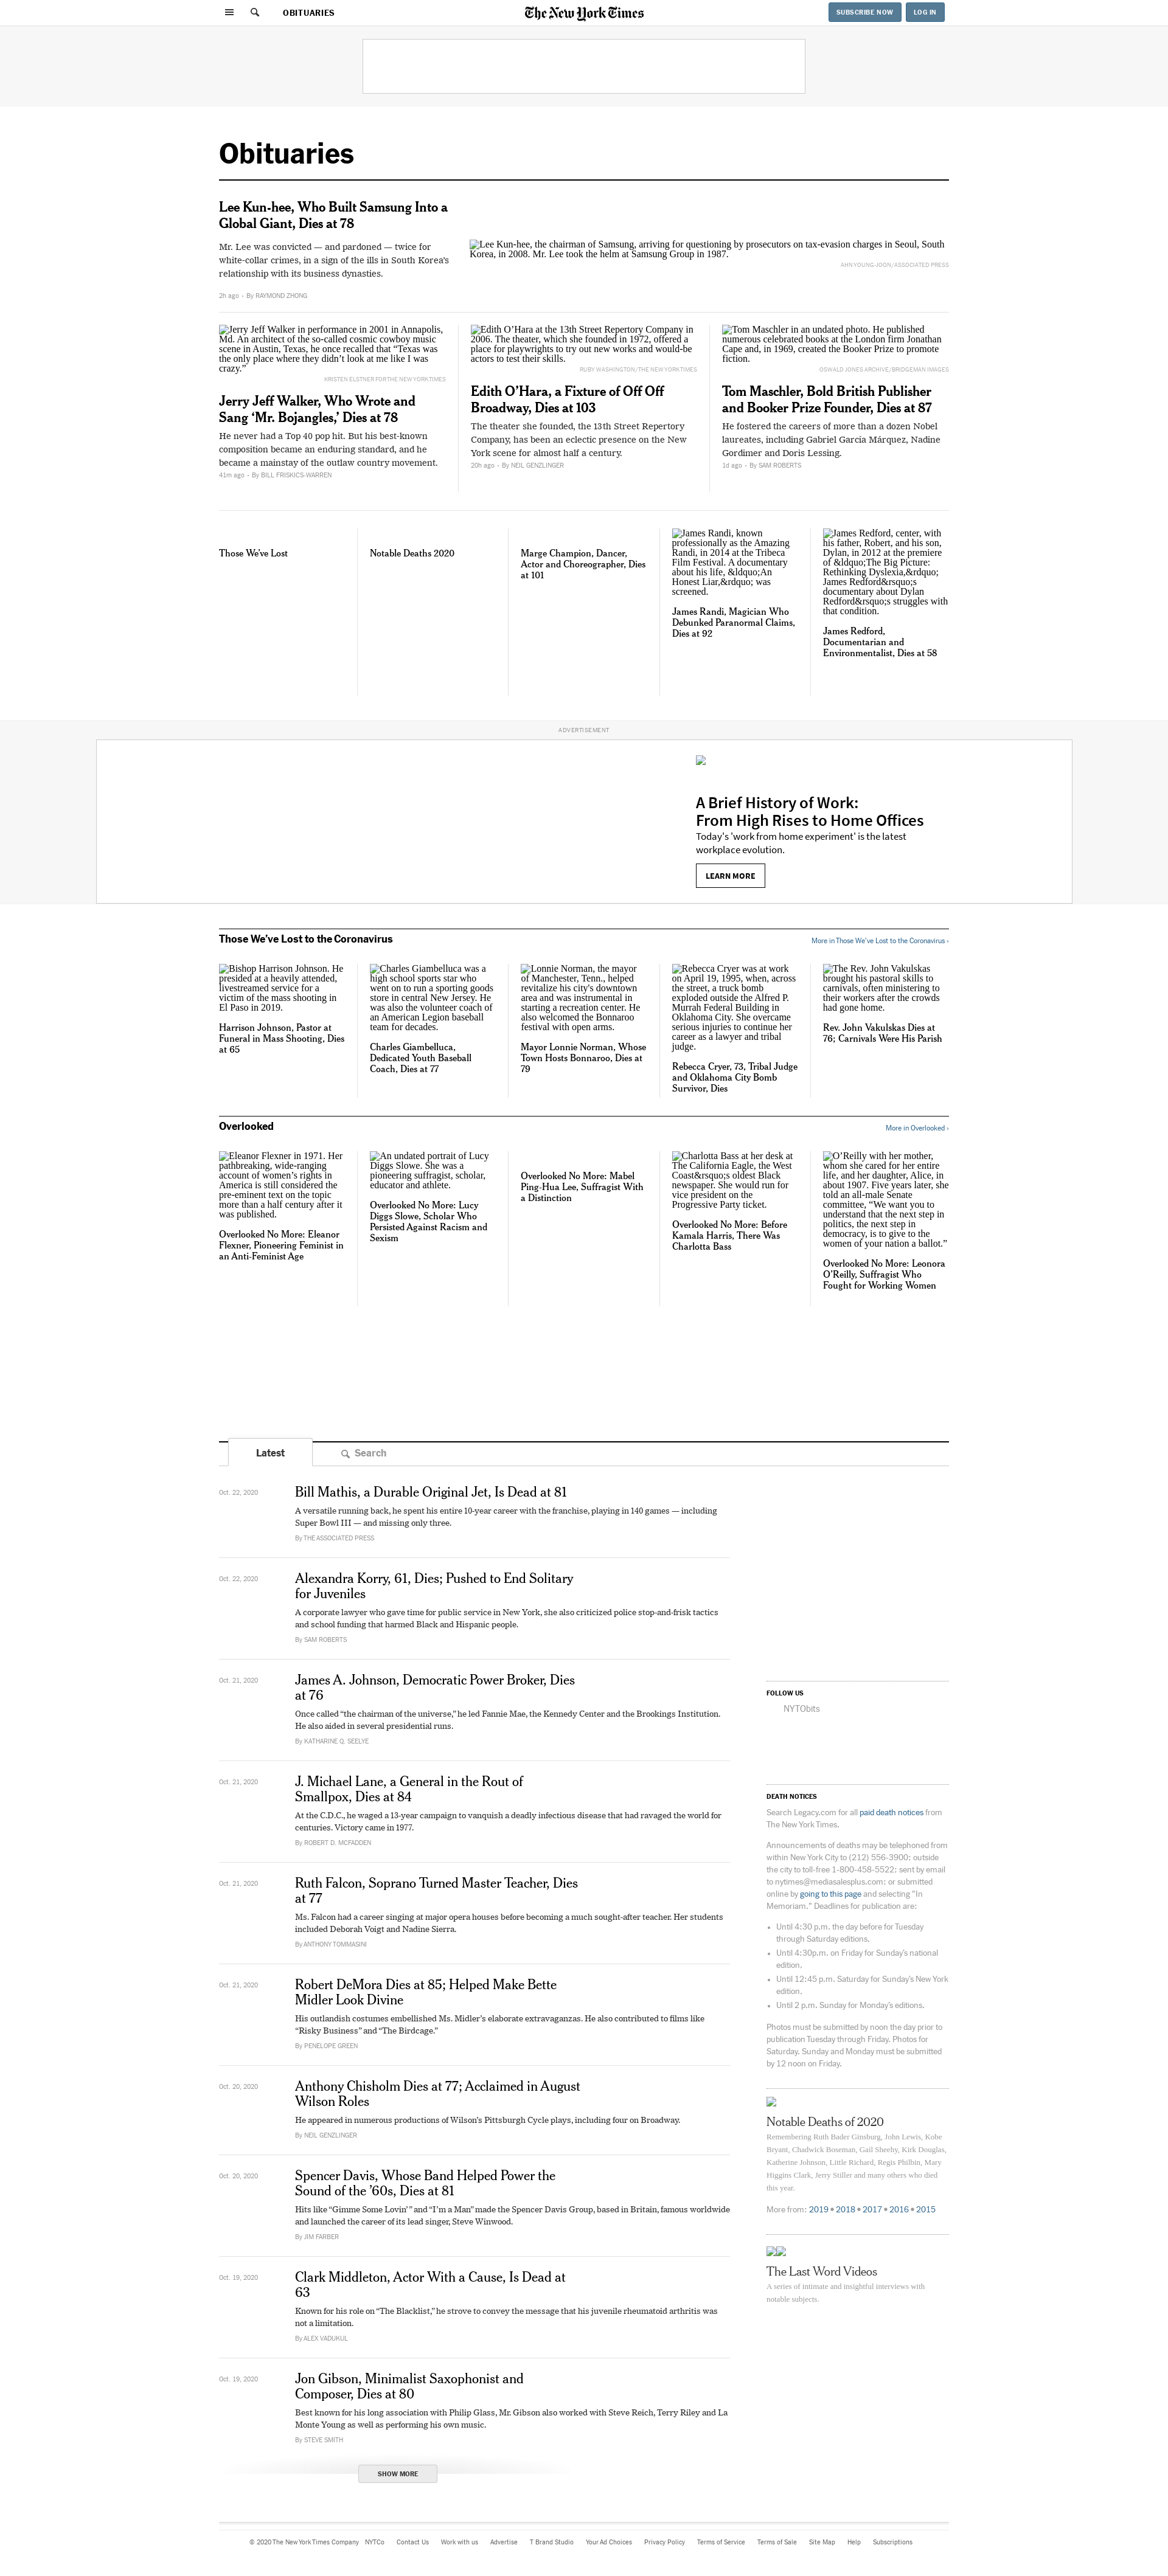 OBITUARIES
The New York Times
SUBSCRIBE NOW
LOG IN
Obituaries
Lee Kun-hee, Who Built Samsung Into a
Global Giant, Dies at 78
Mr. Lee was convicted — and pardoned — twice for
white-collar crimes, in a sign of the ills in South Korea's
relationship with its business dynasties.
2h ago • By RAYMOND ZHONG
Lee Kun-hee, the chairman of Samsung, arriving for questioning by prosecutors on tax-evasion charges in Seoul, South
Korea, in 2008. Mr. Lee took the helm at Samsung Group in 1987.
AHN YOUNG-JOON/ASSOCIATED PRESS
Jerry Jeff Walker in performance in 2001 in Annapolis,
Md. An architect of the so-called cosmic cowboy music
scene in Austin, Texas, he once recalled that “Texas was
the only place where they didn’t look at me like I was
crazy.”
KRISTEN ELSTNER FOR THE NEW YORK TIMES
Jerry Jeff Walker, Who Wrote and
Sang ‘Mr. Bojangles,’ Dies at 78
He never had a Top 40 pop hit. But his best-known
composition became an enduring standard, and he
became a mainstay of the outlaw country movement.
41m ago • By BILL FRISKICS-WARREN
Edith O’Hara at the 13th Street Repertory Company in
2006. The theater, which she founded in 1972, offered a
place for playwrights to try out new works and would-be
actors to test their skills.
RUBY WASHINGTON/THE NEW YORK TIMES
Edith O’Hara, a Fixture of Off Off
Broadway, Dies at 103
The theater she founded, the 13th Street Repertory
Company, has been an eclectic presence on the New
York scene for almost half a century.
20h ago • By NEIL GENZLINGER
Tom Maschler in an undated photo. He published
numerous celebrated books at the London firm Jonathan
Cape and, in 1969, created the Booker Prize to promote
fiction.
OSWALD JONES ARCHIVE/BRIDGEMAN IMAGES
Tom Maschler, Bold British Publisher
and Booker Prize Founder, Dies at 87
He fostered the careers of more than a dozen Nobel
laureates, including Gabriel García Márquez, Nadine
Gordimer and Doris Lessing.
1d ago • By SAM ROBERTS
Those We’ve Lost
Notable Deaths 2020
Marge Champion, Dancer,
Actor and Choreographer, Dies
at 101
James Randi, known
professionally as the Amazing
Randi, in 2014 at the Tribeca
Film Festival. A documentary
about his life, &ldquo;An
Honest Liar,&rdquo; was
screened.
James Randi, Magician Who
Debunked Paranormal Claims,
Dies at 92
James Redford, center, with
his father, Robert, and his son,
Dylan, in 2012 at the premiere
of &ldquo;The Big Picture:
Rethinking Dyslexia,&rdquo;
James Redford&rsquo;s
documentary about Dylan
Redford&rsquo;s struggles with
that condition.
James Redford,
Documentarian and
Environmentalist, Dies at 58
ADVERTISEMENT
A Brief History of Work:
From High Rises to Home Offices
Today's 'work from home experiment' is the latest
workplace evolution.
LEARN MORE
Those We’ve Lost to the Coronavirus
More in Those We’ve Lost to the Coronavirus ›
Bishop Harrison Johnson. He
presided at a heavily attended,
livestreamed service for a
victim of the mass shooting in
El Paso in 2019.
Harrison Johnson, Pastor at
Funeral in Mass Shooting, Dies
at 65
Charles Giambelluca was a
high school sports star who
went on to run a sporting goods
store in central New Jersey. He
was also the volunteer coach of
an American Legion baseball
team for decades.
Charles Giambelluca,
Dedicated Youth Baseball
Coach, Dies at 77
Lonnie Norman, the mayor
of Manchester, Tenn., helped
revitalize his city's downtown
area and was instrumental in
starting a recreation center. He
also welcomed the Bonnaroo
festival with open arms.
Mayor Lonnie Norman, Whose
Town Hosts Bonnaroo, Dies at
79
Rebecca Cryer was at work
on April 19, 1995, when, across
the street, a truck bomb
exploded outside the Alfred P.
Murrah Federal Building in
Oklahoma City. She overcame
serious injuries to continue her
career as a lawyer and tribal
judge.
Rebecca Cryer, 73, Tribal Judge
and Oklahoma City Bomb
Survivor, Dies
The Rev. John Vakulskas
brought his pastoral skills to
carnivals, often ministering to
their workers after the crowds
had gone home.
Rev. John Vakulskas Dies at
76; Carnivals Were His Parish
Overlooked
More in Overlooked ›
Eleanor Flexner in 1971. Her
pathbreaking, wide-ranging
account of women’s rights in
America is still considered the
pre-eminent text on the topic
more than a half century after it
was published.
Overlooked No More: Eleanor
Flexner, Pioneering Feminist in
an Anti-Feminist Age
An undated portrait of Lucy
Diggs Slowe. She was a
pioneering suffragist, scholar,
educator and athlete.
Overlooked No More: Lucy
Diggs Slowe, Scholar Who
Persisted Against Racism and
Sexism
Overlooked No More: Mabel
Ping-Hua Lee, Suffragist With
a Distinction
Charlotta Bass at her desk at
The California Eagle, the West
Coast&rsquo;s oldest Black
newspaper. She would run for
vice president on the
Progressive Party ticket.
Overlooked No More: Before
Kamala Harris, There Was
Charlotta Bass
O’Reilly with her mother,
whom she cared for her entire
life, and her daughter, Alice, in
about 1907. Five years later, she
told an all-male Senate
committee, “We want you to
understand that the next step in
politics, the next step in
democracy, is to give to the
women of your nation a ballot.”
Overlooked No More: Leonora
O’Reilly, Suffragist Who
Fought for Working Women
Latest
Search
Oct. 22, 2020
Bill Mathis, a Durable Original Jet, Is Dead at 81
A versatile running back, he spent his entire 10-year career with the franchise, playing in 140 games — including
Super Bowl III — and missing only three.
By THE ASSOCIATED PRESS
Oct. 22, 2020
Alexandra Korry, 61, Dies; Pushed to End Solitary
for Juveniles
A corporate lawyer who gave time for public service in New York, she also criticized police stop-and-frisk tactics
and school funding that harmed Black and Hispanic people.
By SAM ROBERTS
Oct. 21, 2020
James A. Johnson, Democratic Power Broker, Dies
at 76
Once called “the chairman of the universe,” he led Fannie Mae, the Kennedy Center and the Brookings Institution.
He also aided in several presidential runs.
By KATHARINE Q. SEELYE
Oct. 21, 2020
J. Michael Lane, a General in the Rout of
Smallpox, Dies at 84
At the C.D.C., he waged a 13-year campaign to vanquish a deadly infectious disease that had ravaged the world for
centuries. Victory came in 1977.
By ROBERT D. MCFADDEN
Oct. 21, 2020
Ruth Falcon, Soprano Turned Master Teacher, Dies
at 77
Ms. Falcon had a career singing at major opera houses before becoming a much sought-after teacher. Her students
included Deborah Voigt and Nadine Sierra.
By ANTHONY TOMMASINI
Oct. 21, 2020
Robert DeMora Dies at 85; Helped Make Bette
Midler Look Divine
His outlandish costumes embellished Ms. Midler’s elaborate extravaganzas. He also contributed to films like
“Risky Business” and “The Birdcage.”
By PENELOPE GREEN
Oct. 20, 2020
Anthony Chisholm Dies at 77; Acclaimed in August
Wilson Roles
He appeared in numerous productions of Wilson’s Pittsburgh Cycle plays, including four on Broadway.
By NEIL GENZLINGER
Oct. 20, 2020
Spencer Davis, Whose Band Helped Power the
Sound of the ’60s, Dies at 81
Hits like “Gimme Some Lovin’” and “I’m a Man” made the Spencer Davis Group, based in Britain, famous worldwide
and launched the career of its lead singer, Steve Winwood.
By JIM FARBER
Oct. 19, 2020
Clark Middleton, Actor With a Cause, Is Dead at
63
Known for his role on “The Blacklist,” he strove to convey the message that his juvenile rheumatoid arthritis was
not a limitation.
By ALEX VADUKUL
Oct. 19, 2020
Jon Gibson, Minimalist Saxophonist and
Composer, Dies at 80
Best known for his long association with Philip Glass, Mr. Gibson also worked with Steve Reich, Terry Riley and La
Monte Young as well as performing his own music.
By STEVE SMITH
SHOW MORE
FOLLOW US
NYTObits
DEATH NOTICES
Search Legacy.com for all paid death notices from
The New York Times.
Announcements of deaths may be telephoned from
within New York City to (212) 556-3900; outside
the city to toll-free 1-800-458-5522; sent by email
to nytimes@mediasalesplus.com; or submitted
online by going to this page and selecting "In
Memoriam." Deadlines for publication are:
• Until 4:30 p.m. the day before for Tuesday
through Saturday editions.
• Until 4:30p.m. on Friday for Sunday’s national
edition.
• Until 12:45 p.m. Saturday for Sunday’s New York
edition.
• Until 2 p.m. Sunday for Monday’s editions.
Photos must be submitted by noon the day prior to
publication Tuesday through Friday. Photos for
Saturday, Sunday and Monday must be submitted
by 12 noon on Friday.
Notable Deaths of 2020
Remembering Ruth Bader Ginsburg, John Lewis, Kobe
Bryant, Chadwick Boseman, Gail Sheehy, Kirk Douglas,
Katherine Johnson, Little Richard, Regis Philbin, Mary
Higgins Clark, Jerry Stiller and many others who died
this year.
More from: 2019 • 2018 • 2017 • 2016 • 2015
The Last Word Videos
A series of intimate and insightful interviews with
notable subjects.
© 2020 The New York Times Company NYTCo Contact Us Work with us Advertise T Brand Studio Your Ad Choices Privacy Policy Terms of Service Terms of Sale Site Map Help Subscriptions